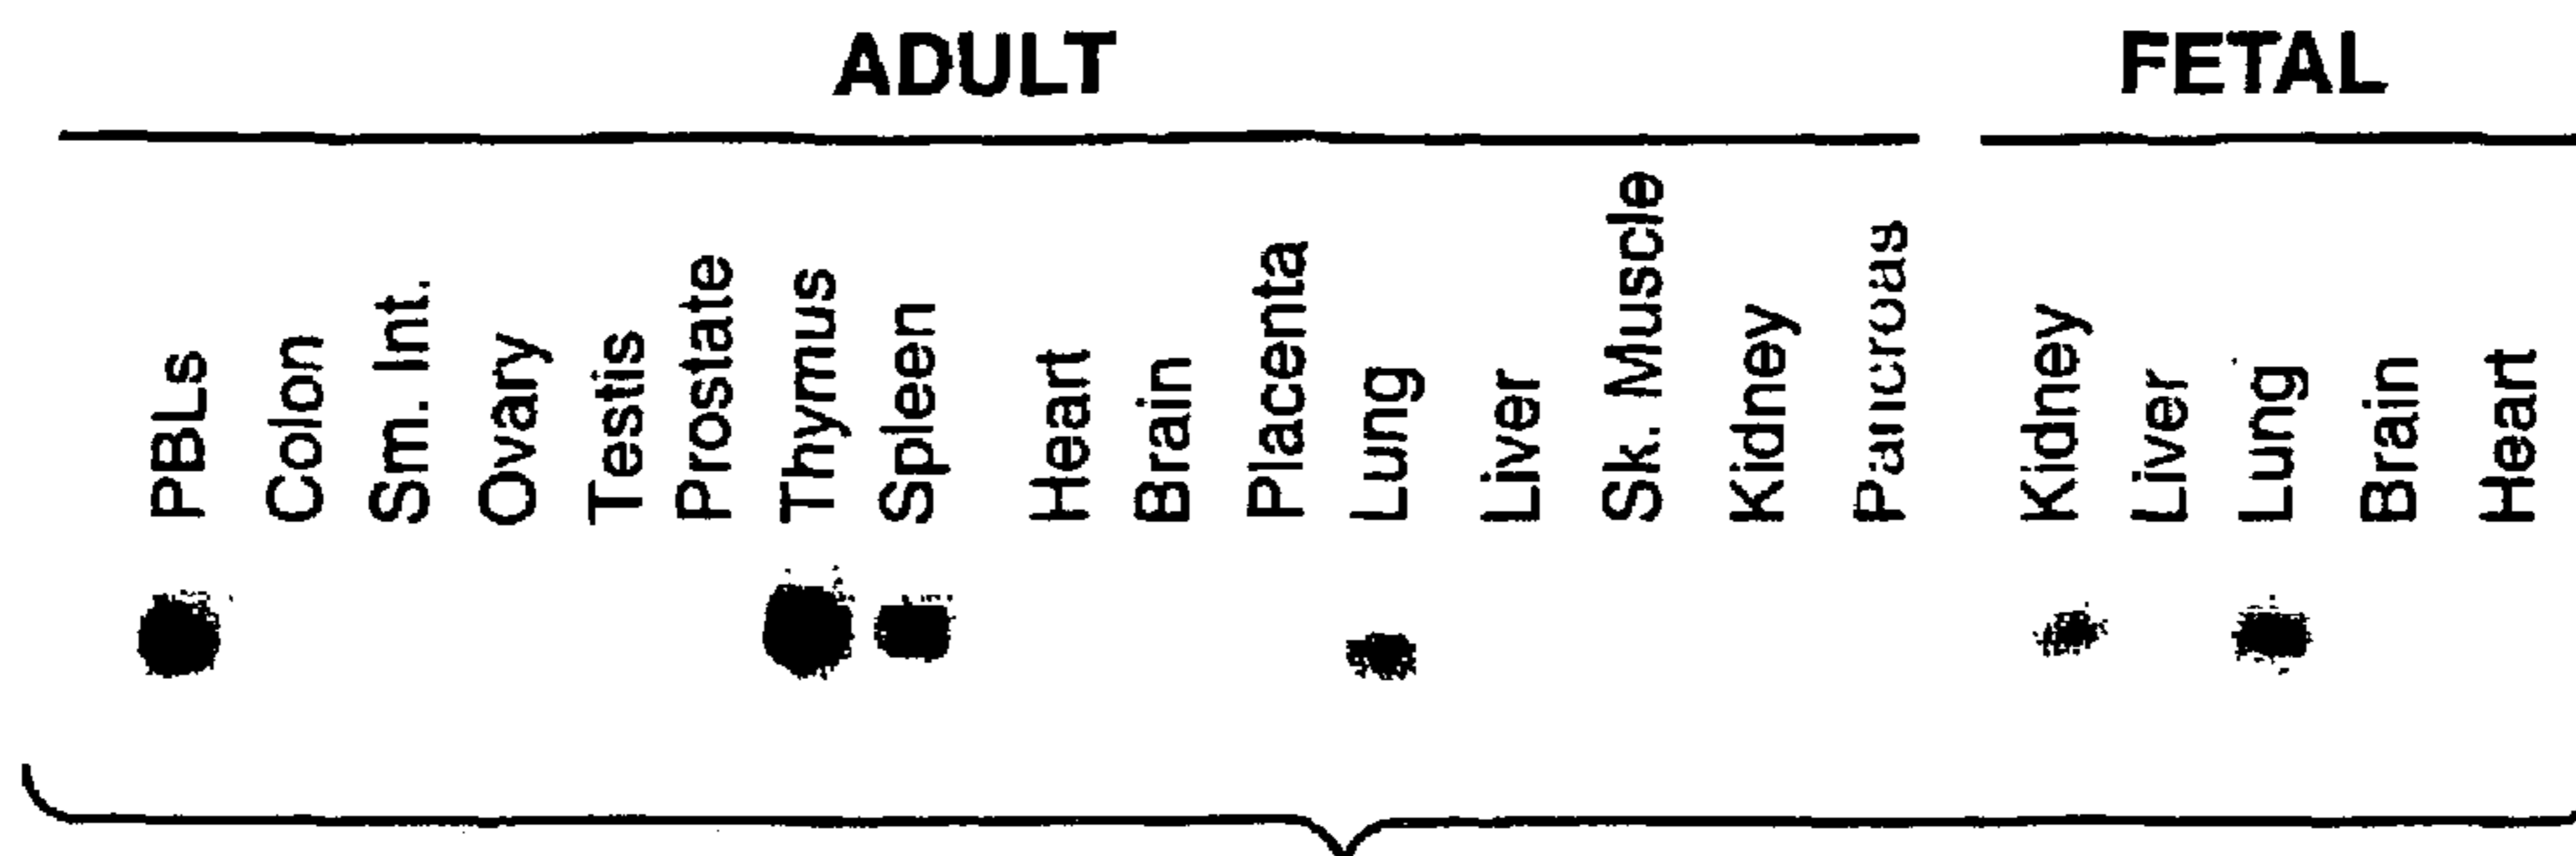 ADULT FETAL
PBLs
Colon
Sm. Int.
Ovary
Testis
Prostate
Thymus
Spleen
Heart
Brain
Placenta
Lung
Liver
Sk. Muscle
Kidney
Pancreas
Kidney
Liver
Lung
Brain
Heart